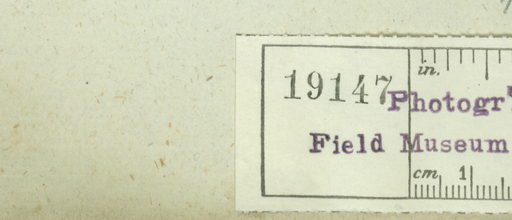 19147
in.
Photogr
Field Museum
cm 1